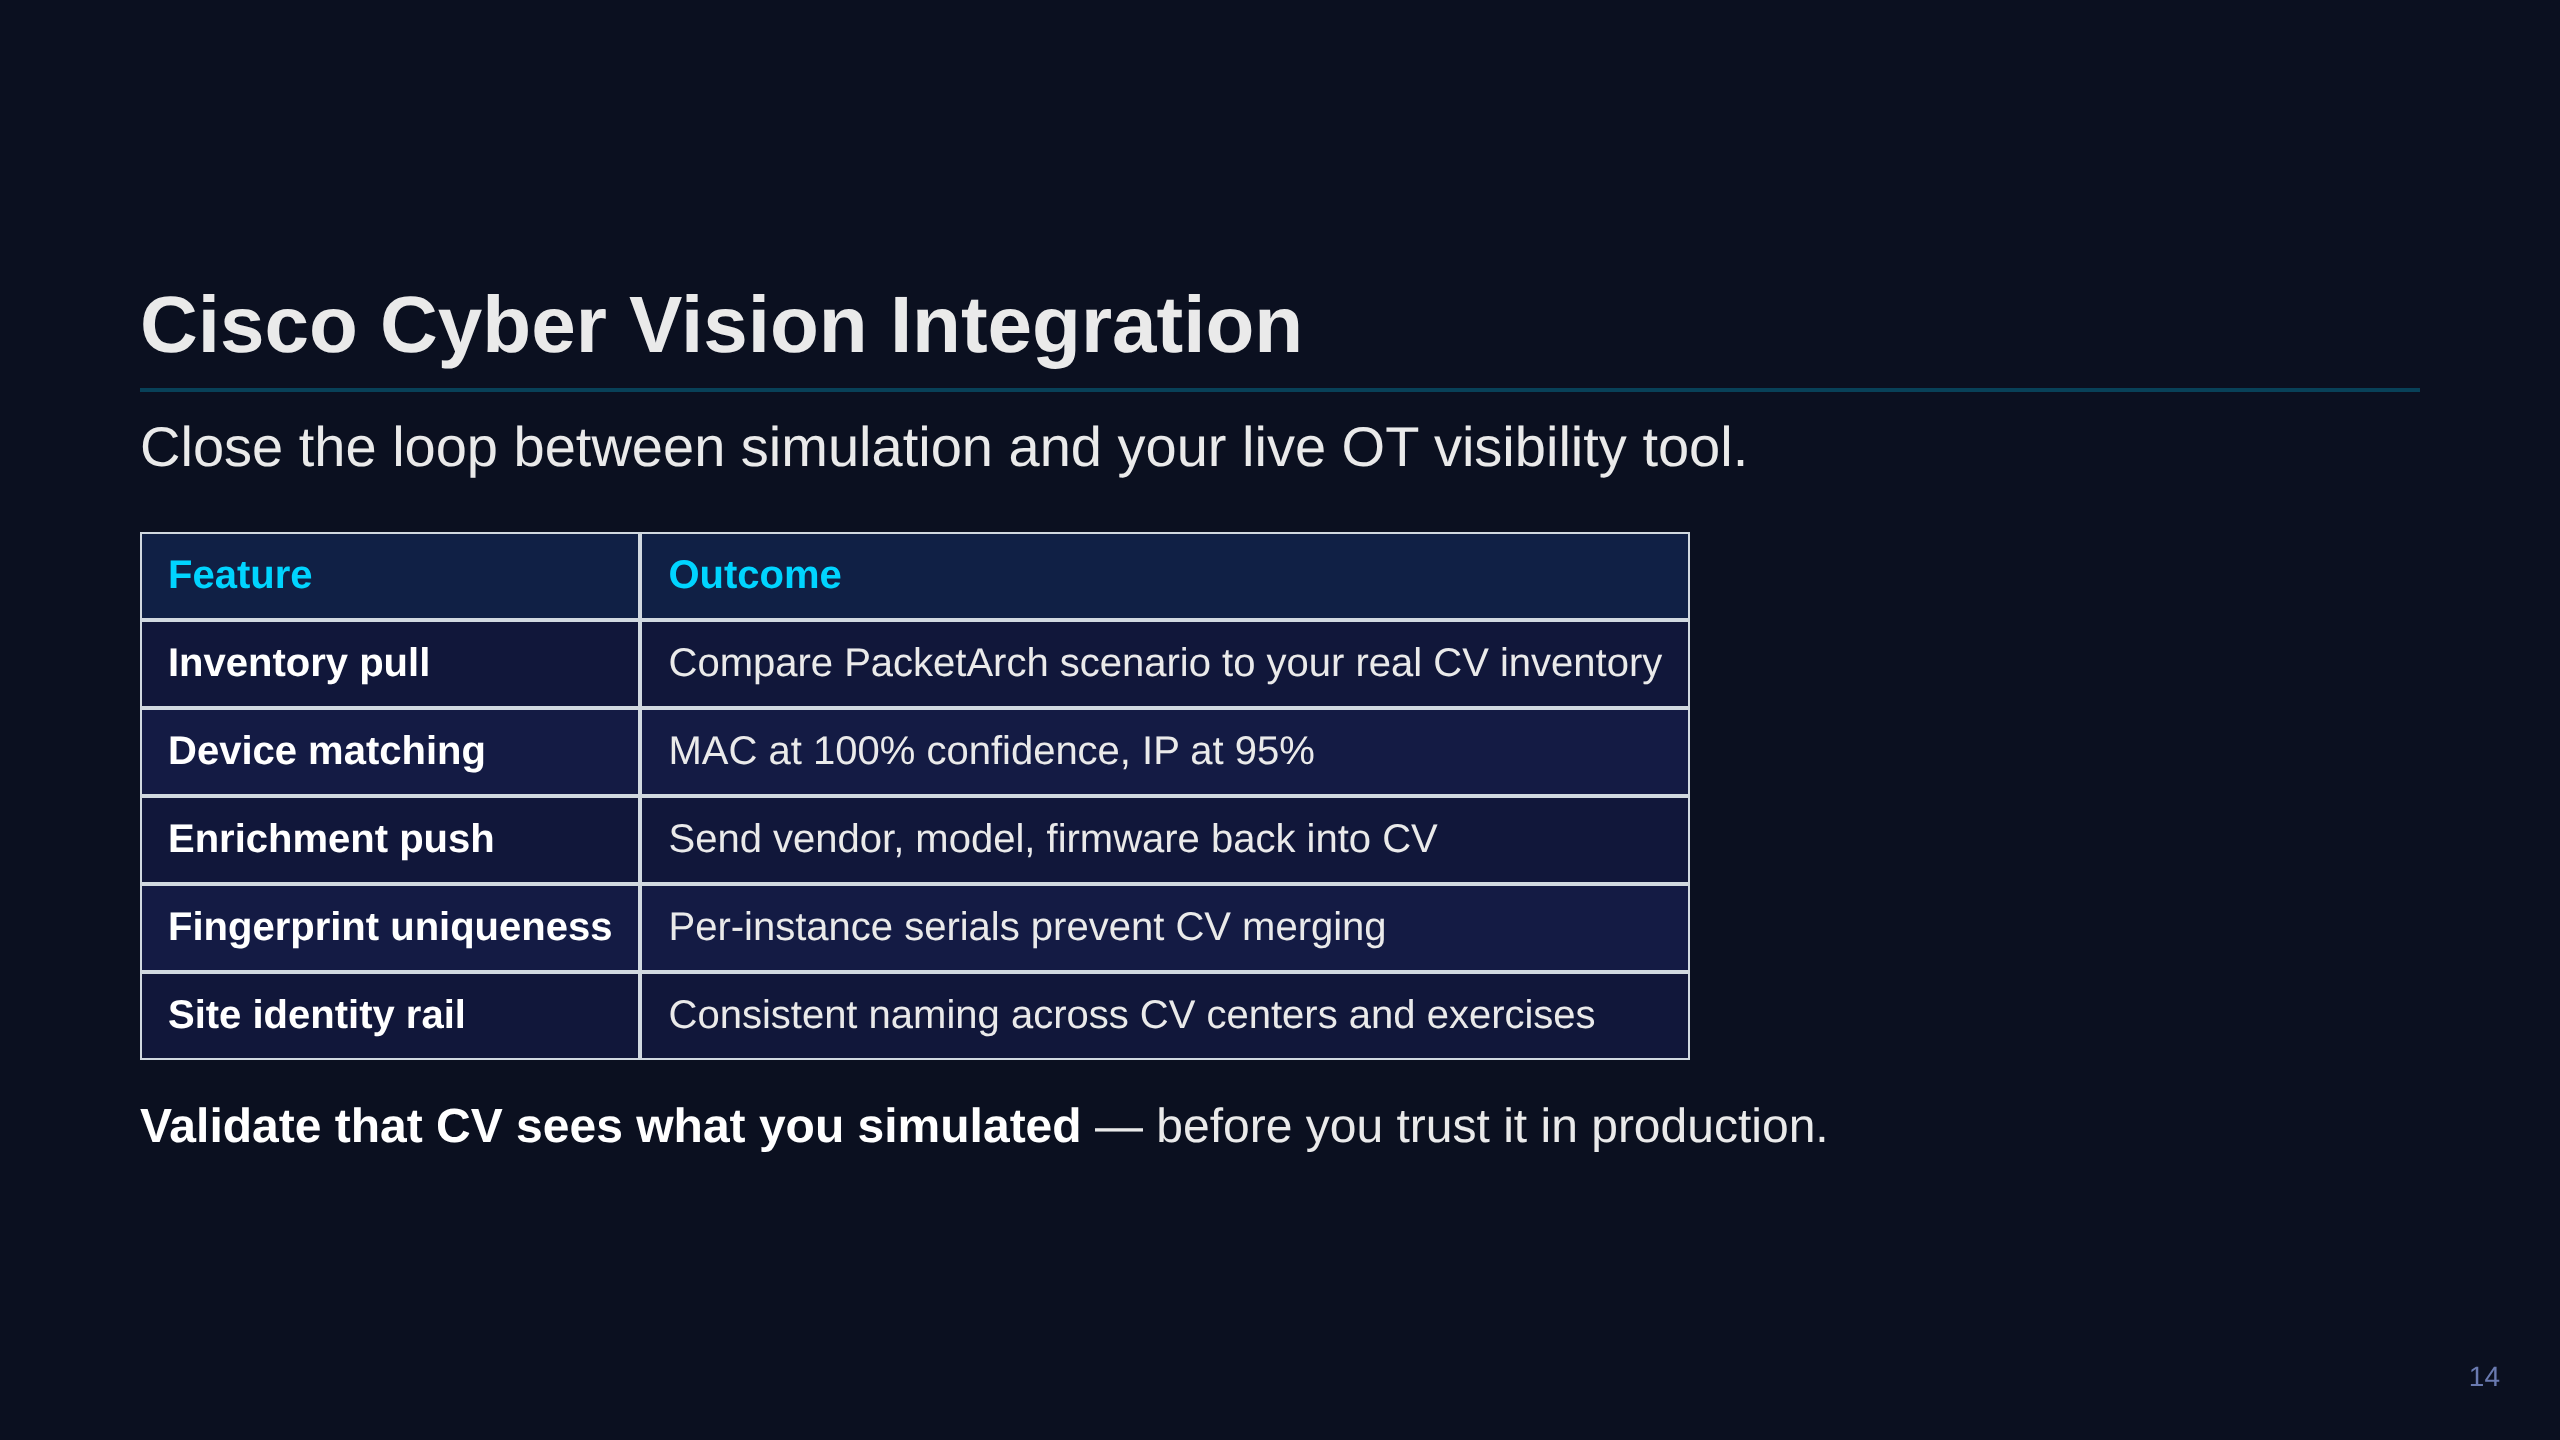 Cisco Cyber Vision Integration
Close the loop between simulation and your live OT visibility tool.
Feature Outcome
Inventory pull Compare PacketArch scenario to your real CV inventory
Device matching MAC at 100% confidence, IP at 95%
Enrichment push Send vendor, model, firmware back into CV
Fingerprint uniqueness Per-instance serials prevent CV merging
Site identity rail Consistent naming across CV centers and exercises
Validate that CV sees what you simulated — before you trust it in production.
14